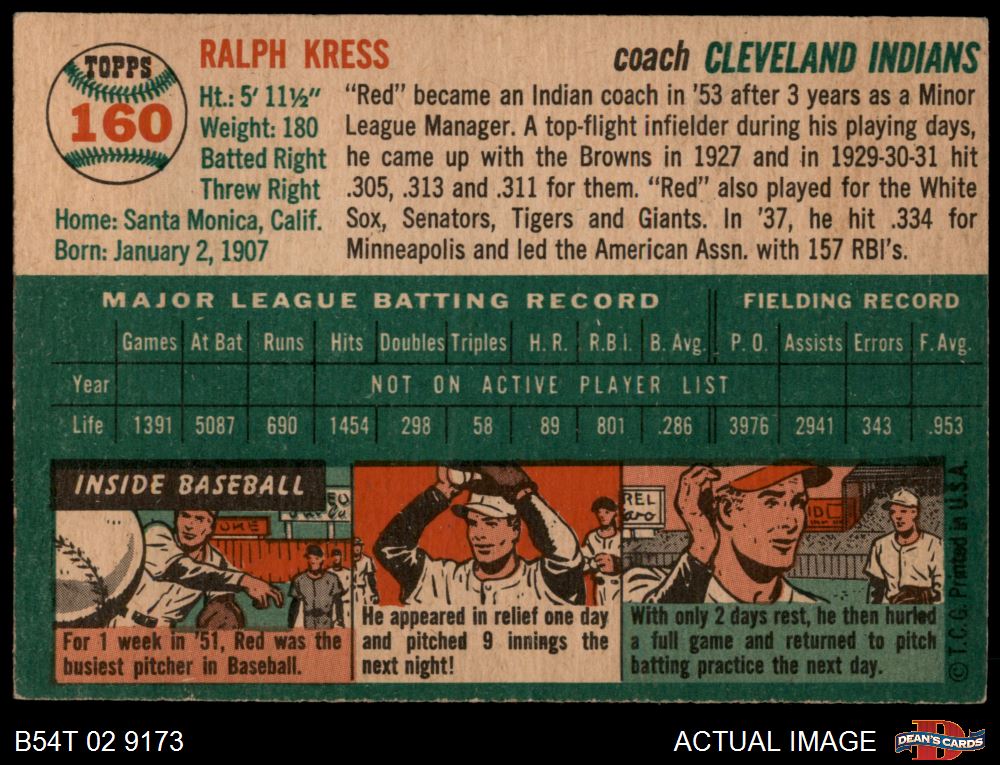 TOPPS
160
RALPH KRESS
coach CLEVELAND INDIANS
Ht.: 5' 11½"
Weight: 180
Batted Right
Threw Right
Home: Santa Monica, Calif.
Born: January 2, 1907
"Red" became an Indian coach in '53 after 3 years as a Minor
League Manager. A top-flight infielder during his playing days,
he came up with the Browns in 1927 and in 1929-30-31 hit
.305, .313 and .311 for them. "Red" also played for the White
Sox, Senators, Tigers and Giants. In '37, he hit .334 for
Minneapolis and led the American Assn. with 157 RBI's.
MAJOR LEAGUE BATTING RECORD FIELDING RECORD
Games At Bat Runs Hits Doubles Triples H. R. R.B.I. B. Avg. P. O. Assists Errors F. Avg.
Year NOT ON ACTIVE PLAYER LIST
Life 1391 5087 690 1454 298 58 89 801 .286 3976 2941 343 .953
INSIDE BASEBALL
For 1 week in '51, Red was the
busiest pitcher in Baseball.
He appeared in relief one day
and pitched 9 innings the
next night!
REL
With only 2 days rest, he then hurled
a full game and returned to pitch
batting practice the next day.
© T. C. G. Printed in U.S.A.
B54T 02 9173
ACTUAL IMAGE
DEAN'S CARDS